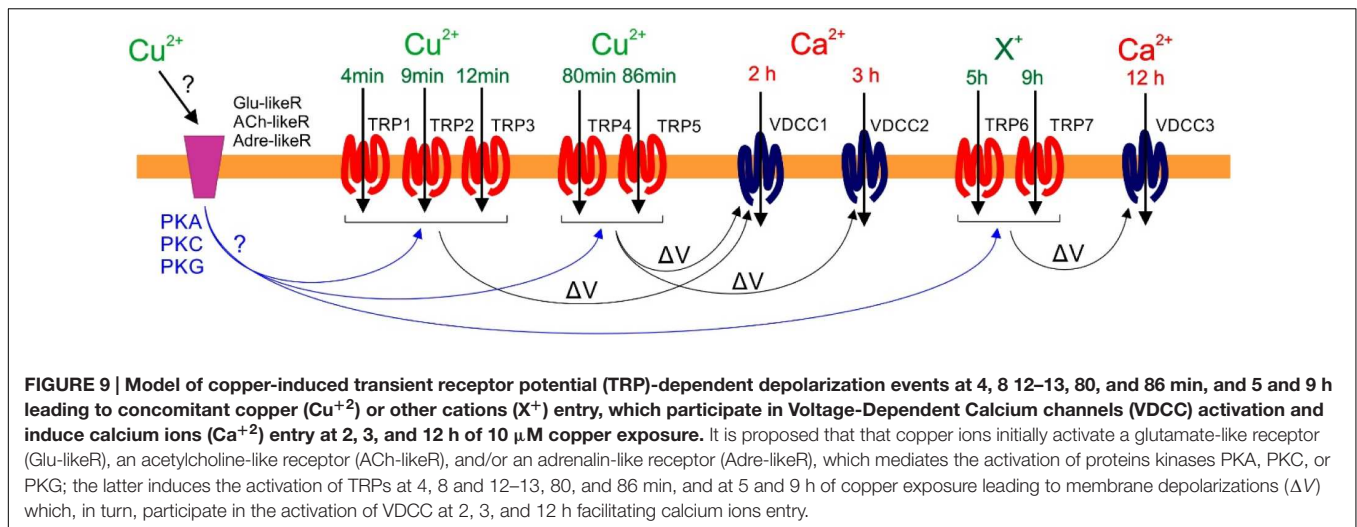 Cu2+ Cu2+ Cu2+ Ca2+ X+ Ca2+
? 4min 9min 12min 80min 86min 2 h 3 h 5h 9h 12 h
Glu-likeR
ACh-likeR
Adre-likeR
TRP1 TRP2 TRP3 TRP4 TRP5 VDCC1 VDCC2 TRP6 TRP7 VDCC3
PKA
PKC
PKG
?
ΔV ΔV ΔV ΔV
FIGURE 9 | Model of copper-induced transient receptor potential (TRP)-dependent depolarization events at 4, 8 12–13, 80, and 86 min, and 5 and 9 h
leading to concomitant copper (Cu+2) or other cations (X+) entry, which participate in Voltage-Dependent Calcium channels (VDCC) activation and
induce calcium ions (Ca+2) entry at 2, 3, and 12 h of 10 μM copper exposure. It is proposed that that copper ions initially activate a glutamate-like receptor
(Glu-likeR), an acetylcholine-like receptor (ACh-likeR), and/or an adrenalin-like receptor (Adre-likeR), which mediates the activation of proteins kinases PKA, PKC, or
PKG; the latter induces the activation of TRPs at 4, 8 and 12–13, 80, and 86 min, and at 5 and 9 h of copper exposure leading to membrane depolarizations (ΔV)
which, in turn, participate in the activation of VDCC at 2, 3, and 12 h facilitating calcium ions entry.